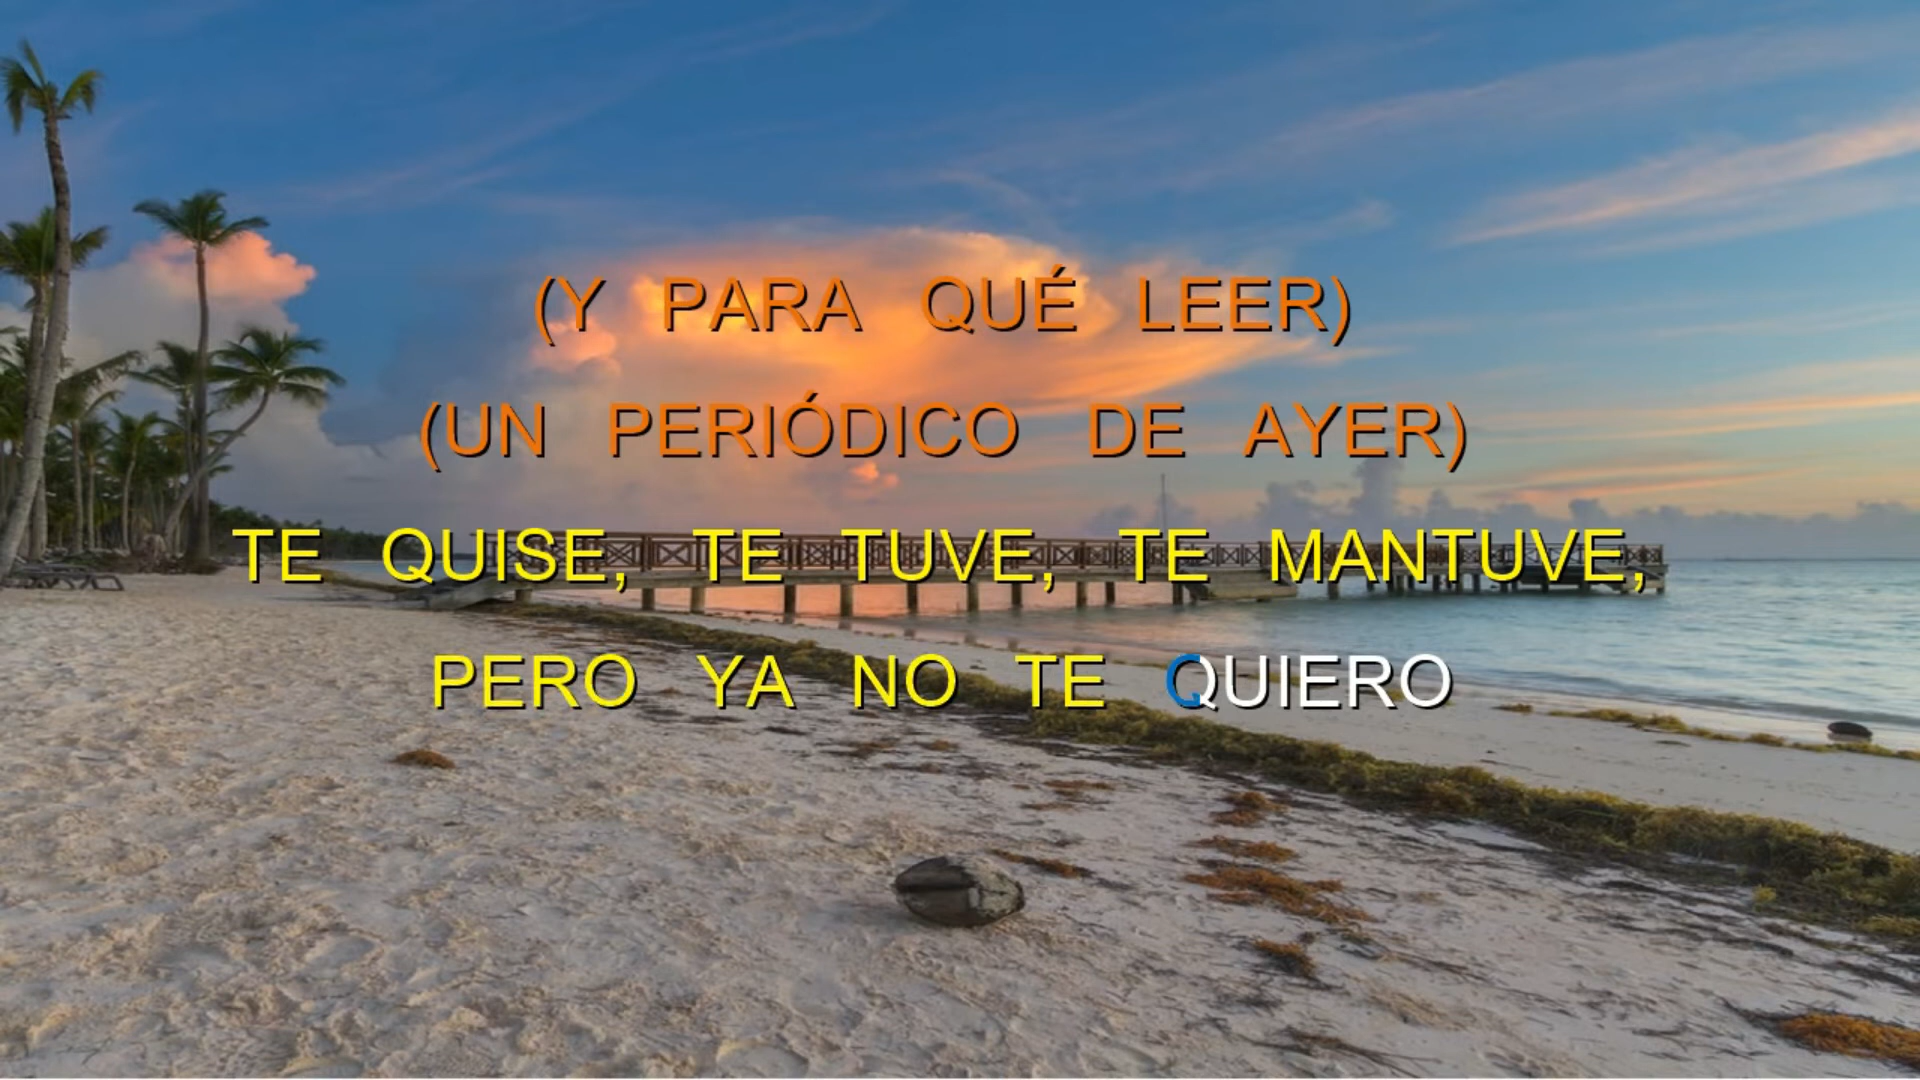 (Y PARA QUÉ LEER)
(UN PERIÓDICO DE AYER)
TE QUISE, TE TUVE, TE MANTUVE,
PERO YA NO TE QUIERO